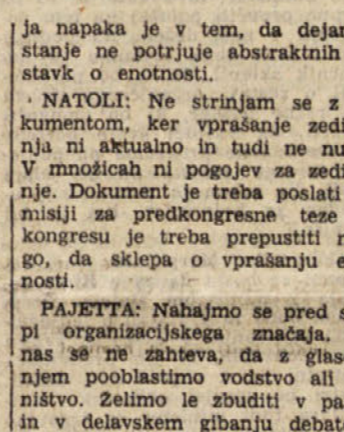 ja napaka je v tem, da dejan
stanje ne potrjuje abstraktnih
stavk o enotnosti.
NATOLI: Ne strinjam se z
kumentom, ker vprašanje zedi
nja ni aktualno in tudi ne nu
V množicah ni pogojev za zedi
nje. Dokument je treba poslati
misiji za predkongresne teze
kongresu je treba prepustiti n
go, da sklepa o vprašanju e
nosti.
PAJETTA: Nahajmo se pred s
pi organizacijskega značaja.
nas se ne zahteva, da z glas
njem pooblastimo vodstvo ali
ništvo. Želimo le zbuditi v pa
in v delavskem gibanju debat